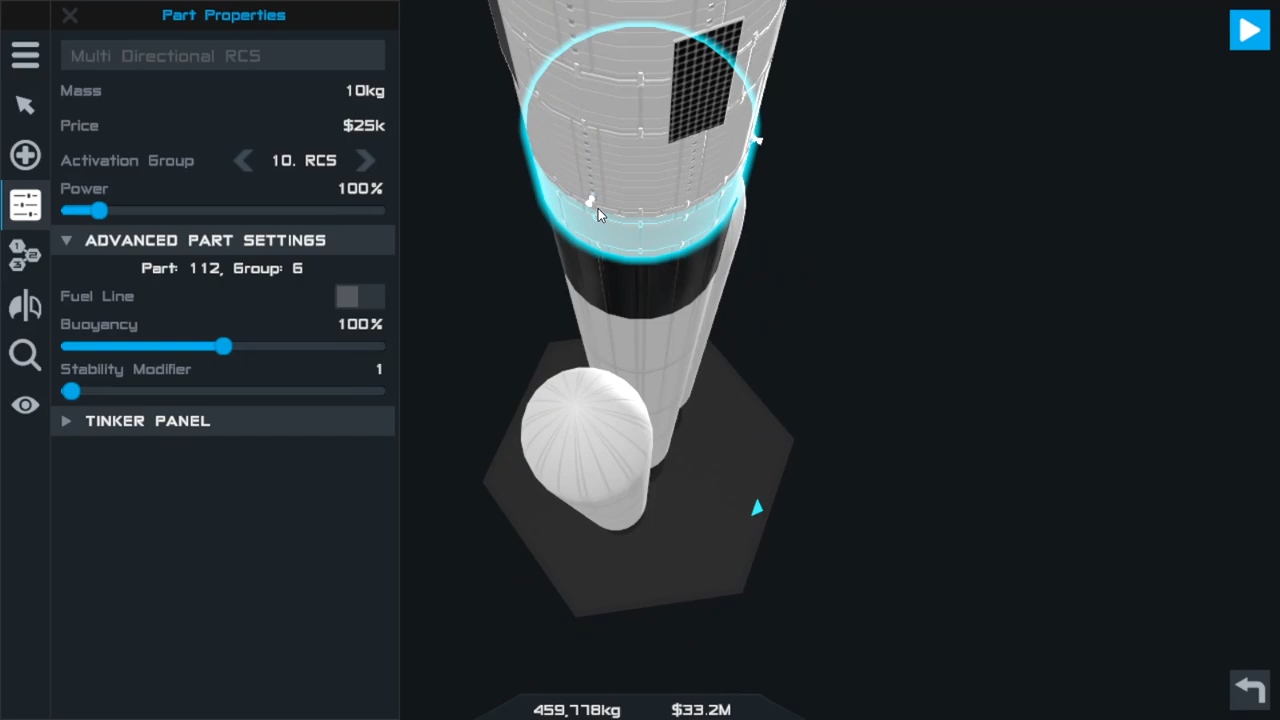 Part Properties
Multi Directional RCS
Mass 10kg
Price $25k
Activation Group 10. RCS
Power 100%
ADVANCED PART SETTINGS
Part: 112, Group: 6
Fuel Line
Buoyancy 100%
Stability Modifier 1
TINKER PANEL
459,778kg $33.2M